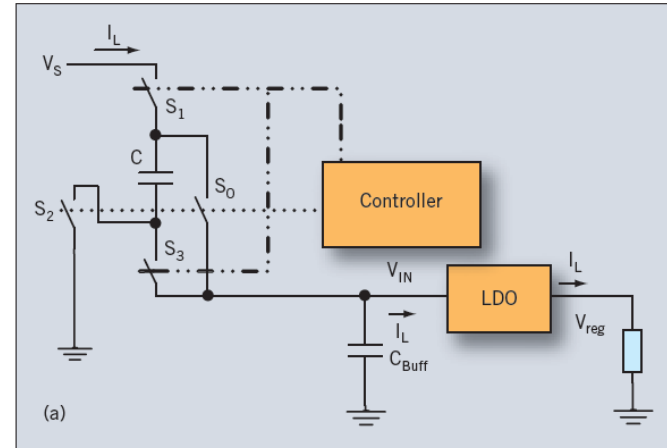 I_L
V_S
S_1
C
S_0
S_2
Controller
S_3
V_IN
I_L
LDO
I_L
V_reg
C_Buff
(a)